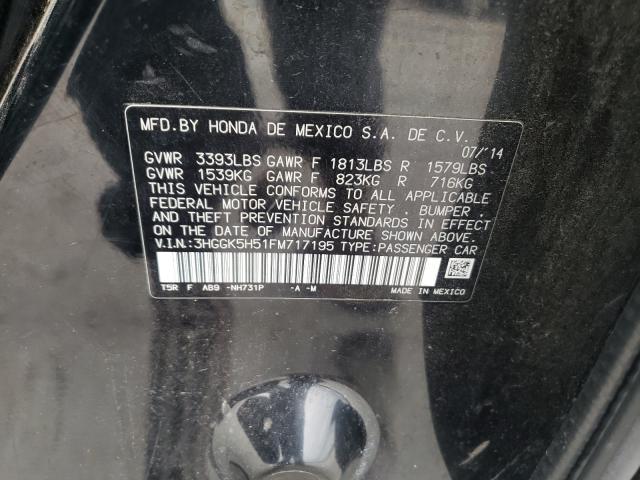 MFD.BY HONDA DE MEXICO S.A. DE C.V.
07/'14
GVWR 3393LBS GAWR F 1813LBS R 1579LBS
GVWR 1539KG GAWR F 823KG R 716KG
THIS VEHICLE CONFORMS TO ALL APPLICABLE
FEDERAL MOTOR VEHICLE SAFETY , BUMPER ,
AND THEFT PREVENTION STANDARDS IN EFFECT
ON THE DATE OF MANUFACTURE SHOWN ABOVE.
V.I.N.:3HGGK5H51FM717195 TYPE:PASSENGER CAR
T5R F AB9 -NH731P -A -M MADE IN MEXICO